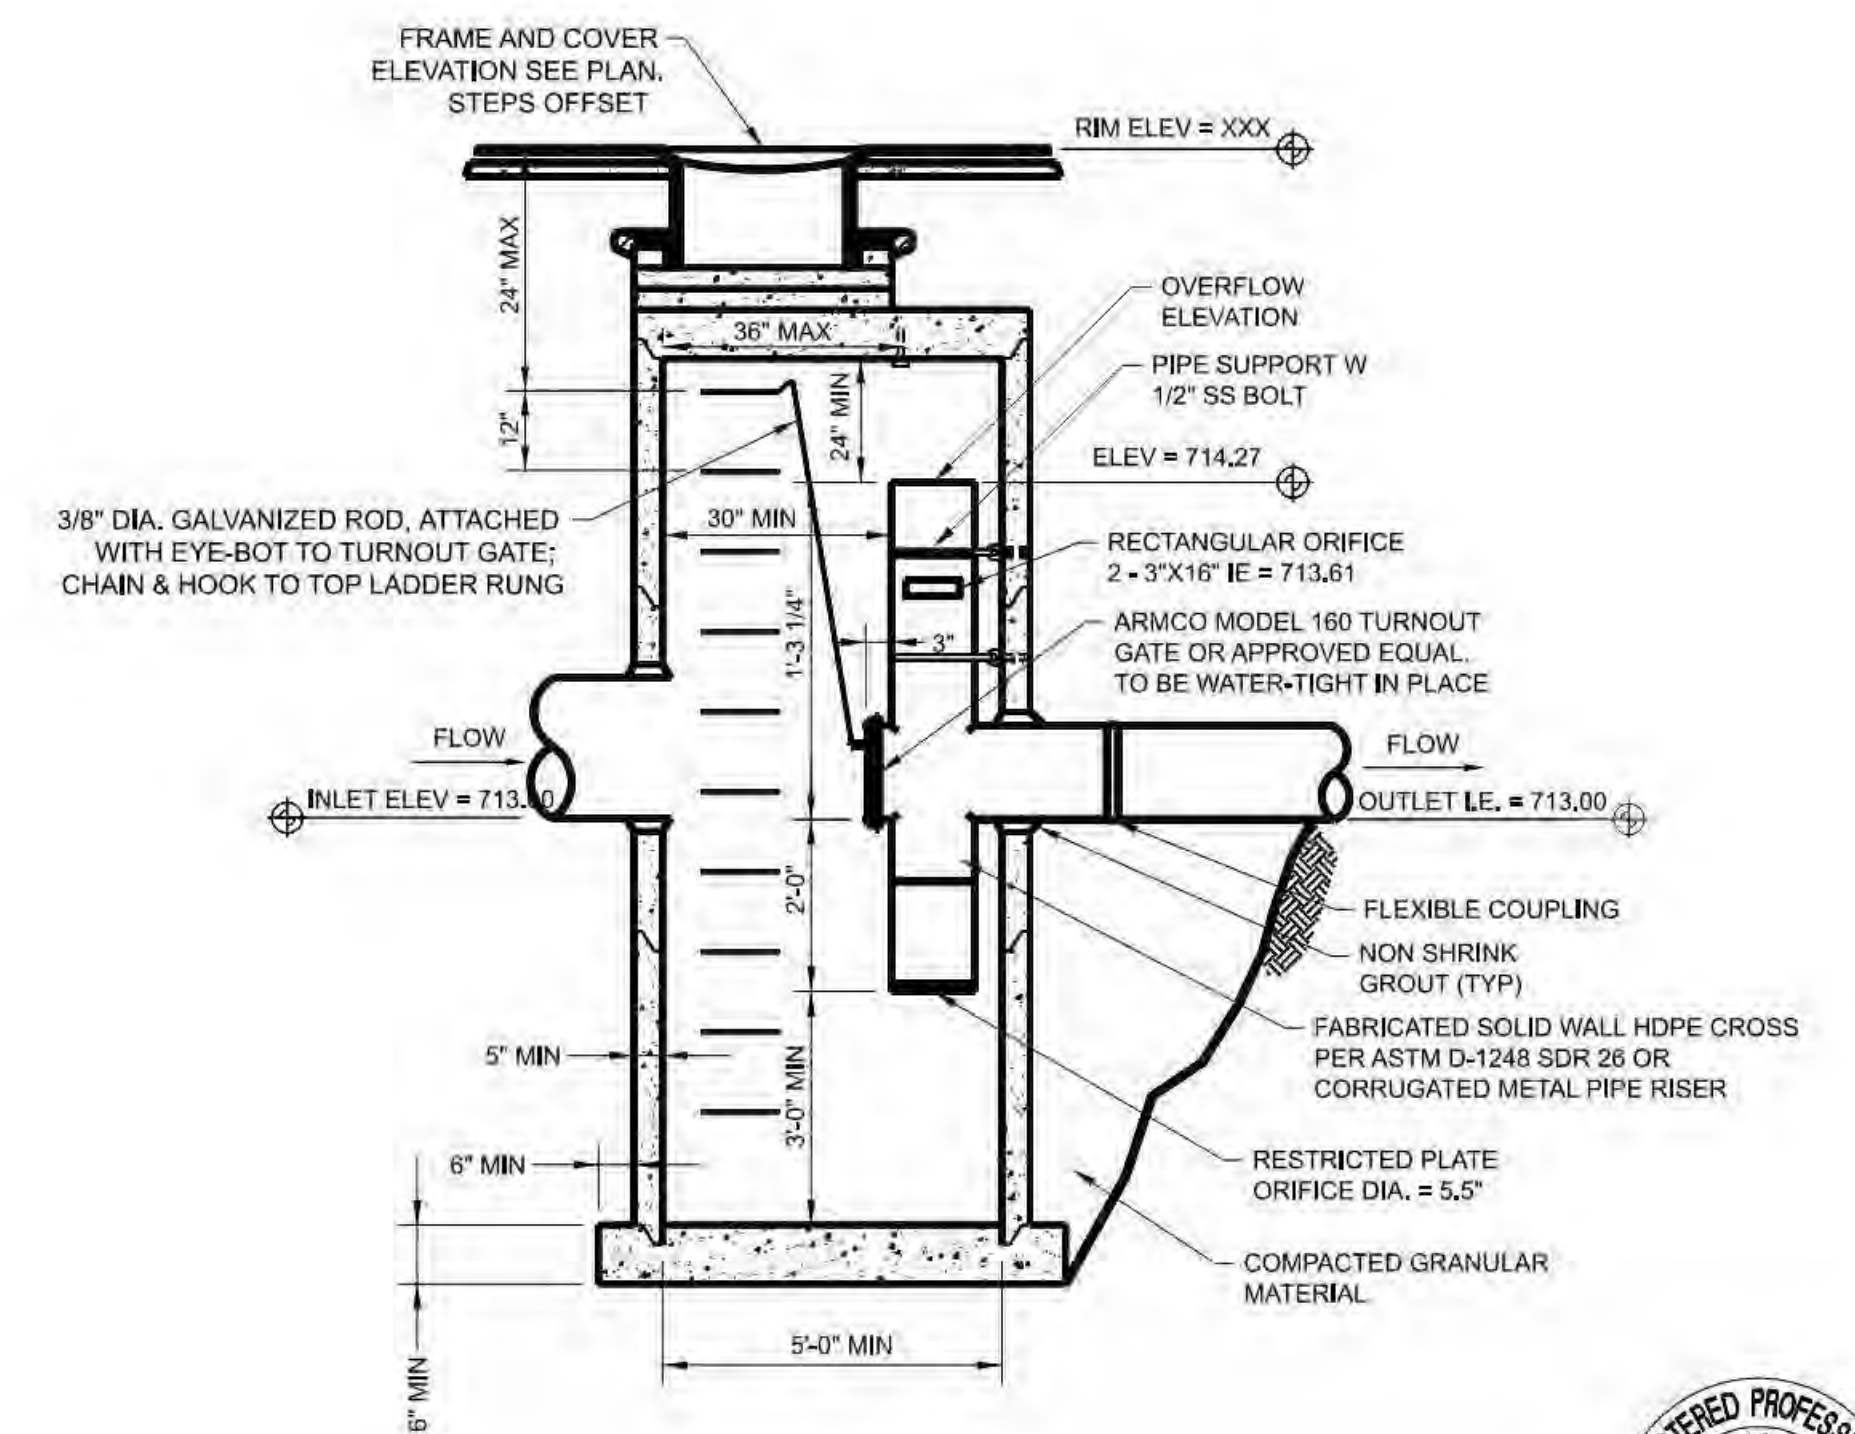 FRAME AND COVER
ELEVATION SEE PLAN.
STEPS OFFSET
RIM ELEV = XXX
24" MAX
36" MAX
OVERFLOW
ELEVATION
PIPE SUPPORT W
1/2" SS BOLT
12"
24" MIN
ELEV = 714.27
3/8" DIA. GALVANIZED ROD, ATTACHED
WITH EYE-BOT TO TURNOUT GATE;
CHAIN & HOOK TO TOP LADDER RUNG
30" MIN
RECTANGULAR ORIFICE
2 - 3"X16" IE = 713.61
1'-3 1/4"
3"
ARMCO MODEL 160 TURNOUT
GATE OR APPROVED EQUAL.
TO BE WATER-TIGHT IN PLACE
FLOW
FLOW
INLET ELEV = 713.00
OUTLET I.E. = 713.00
2'-0"
FLEXIBLE COUPLING
NON SHRINK
GROUT (TYP)
FABRICATED SOLID WALL HDPE CROSS
PER ASTM D-1248 SDR 26 OR
CORRUGATED METAL PIPE RISER
5" MIN
3'-0" MIN
6" MIN
RESTRICTED PLATE
ORIFICE DIA. = 5.5"
COMPACTED GRANULAR
MATERIAL
5'-0" MIN
6" MIN